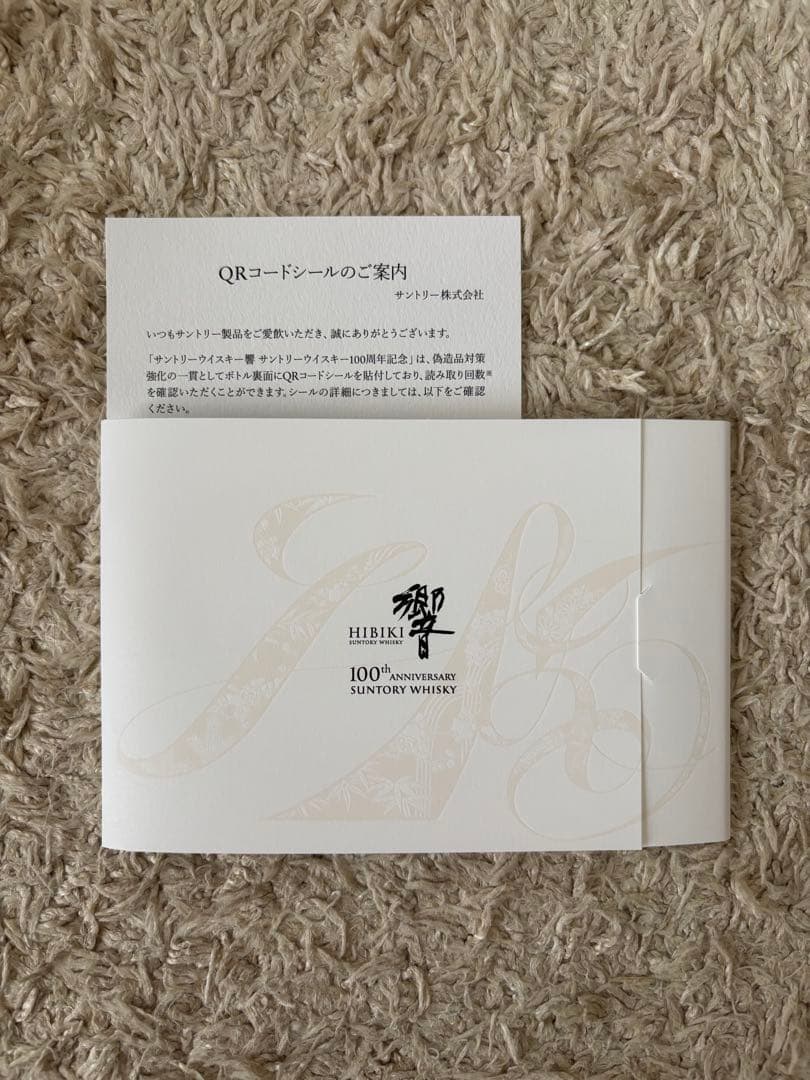 QRコードシールのご案内
サントリー株式会社
いつもサントリー製品をご愛飲いただき、誠にありがとうございます。
「サントリーウイスキー響 サントリーウイスキー100周年記念」は、偽造品対策
強化の一貫としてボトル裏面にQRコードシールを貼付しており、読み取り回数※
を確認いただくことができます。シールの詳細につきましては、以下をご確認
ください。
響
HIBIKI
SUNTORY WHISKY
100th ANNIVERSARY
SUNTORY WHISKY